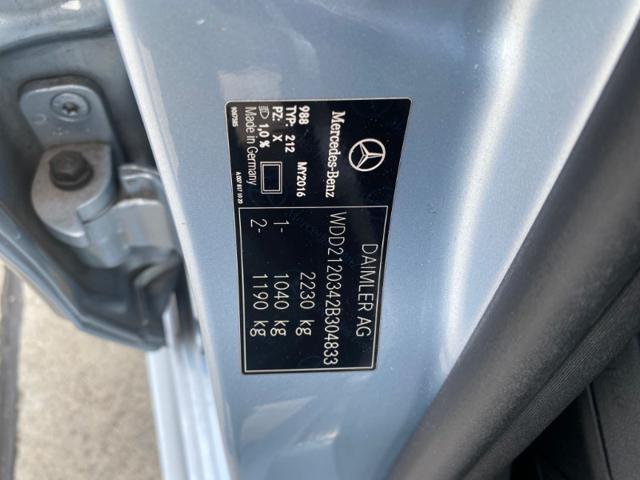 Mercedes-Benz
988
TYP: 212 MY2016
PZ: X
1,0 %
Made in Germany
DAIMLER AG
WDD2120342B304833
2230 kg
1- 1040 kg
2- 1190 kg